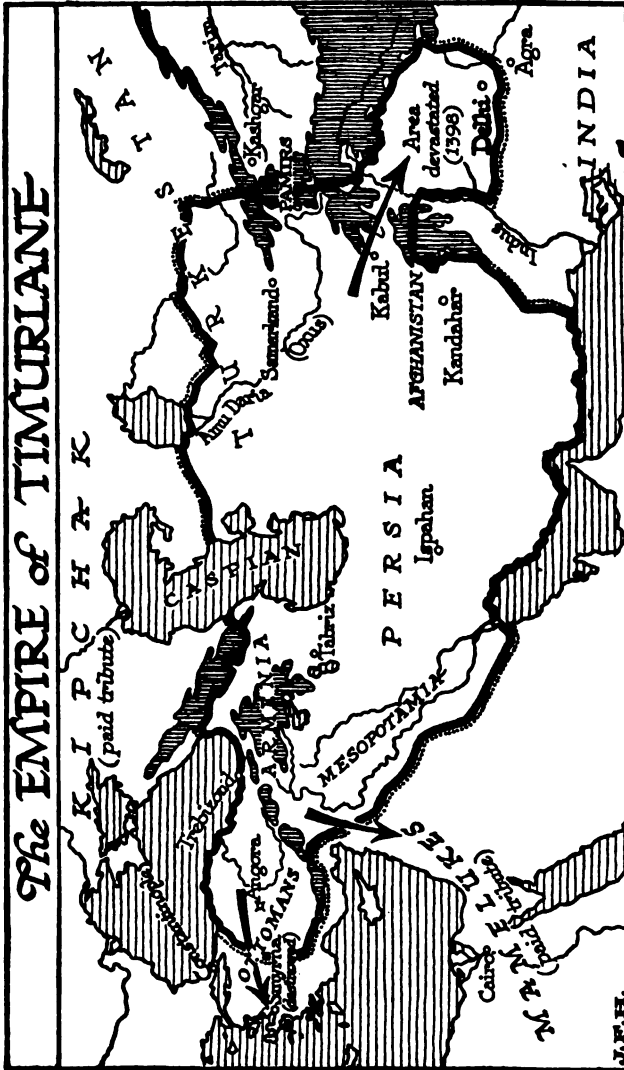 The EMPIRE of TIMURIANE
KIPCHAK
(paid tribute)
TURKESTAN
Tarim
Kashgar
PAMIRS
CASPIAN
Amu Daria
Samarkand
(Oxus)
Constantinople
Trebizond
ARMENIA
Tabriz
Angora
OTTOMANS
Smyrna
(destroyed)
MESOPOTAMIA
PERSIA
Ispahan
Kabul
AFGHANISTAN
Kandahar
Area
devastated
(1398)
Delhi
Agra
Indus
INDIA
MAMELUKES
(paid tribute)
Cairo
J.F.H.